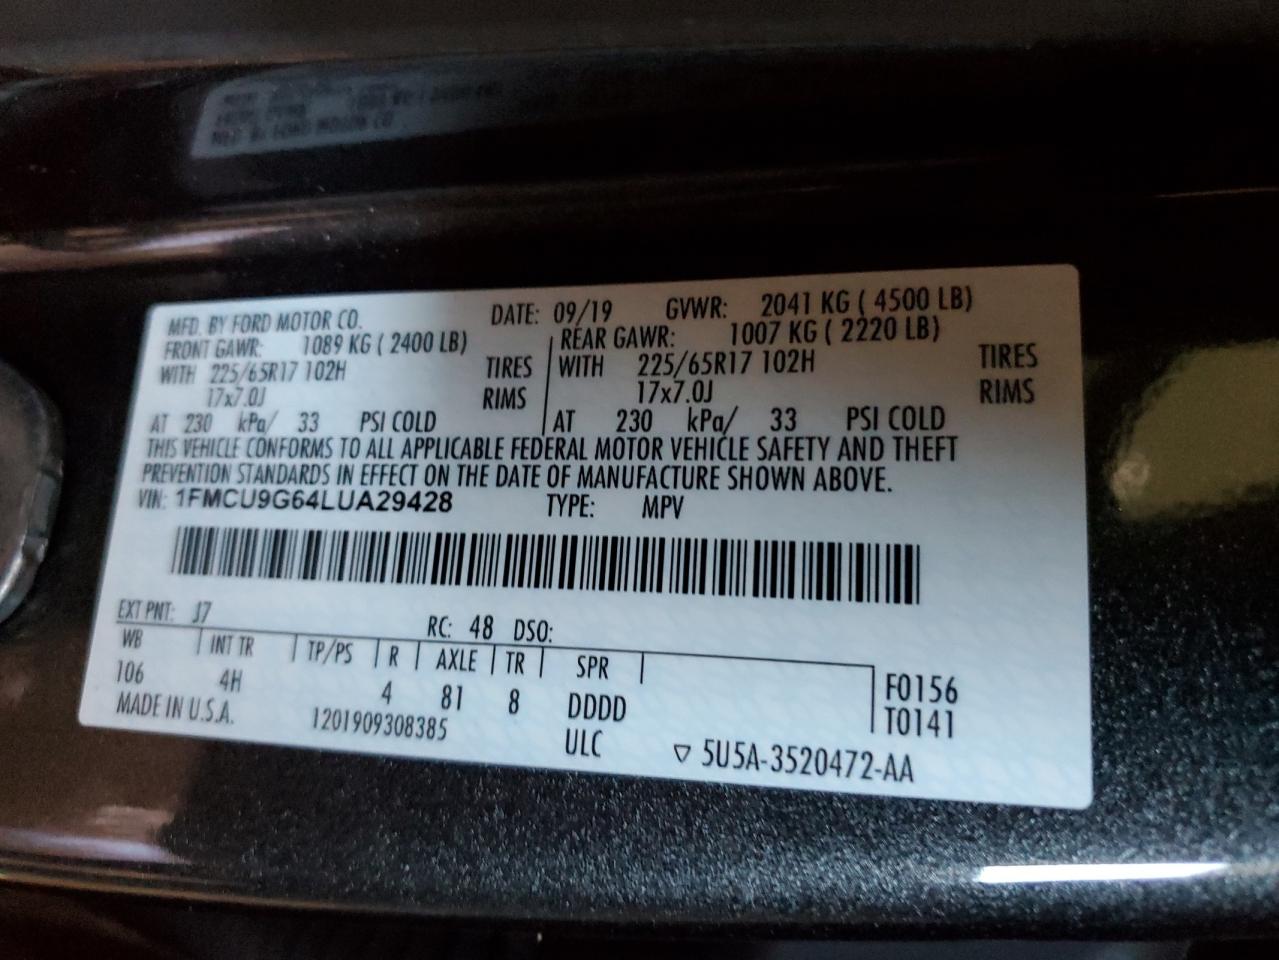 MFD. BY FORD MOTOR CO. DATE: 09/19 GVWR: 2041 KG ( 4500 LB)
FRONT GAWR: 1089 KG ( 2400 LB) REAR GAWR: 1007 KG ( 2220 LB)
WITH 225/65R17 102H TIRES WITH 225/65R17 102H TIRES
17x7.0J RIMS 17x7.0J RIMS
AT 230 kPa/ 33 PSI COLD AT 230 kPa/ 33 PSI COLD
THIS VEHICLE CONFORMS TO ALL APPLICABLE FEDERAL MOTOR VEHICLE SAFETY AND THEFT
PREVENTION STANDARDS IN EFFECT ON THE DATE OF MANUFACTURE SHOWN ABOVE.
VIN: 1FMCU9G64LUA29428 TYPE: MPV
EXT PNT: J7 RC: 48 DSO:
WB INT TR TP/PS R AXLE TR SPR
106 4H 4 81 8 DDDD F0156
MADE IN U.S.A. 1201909308385 ULC T0141
▽ 5U5A-3520472-AA